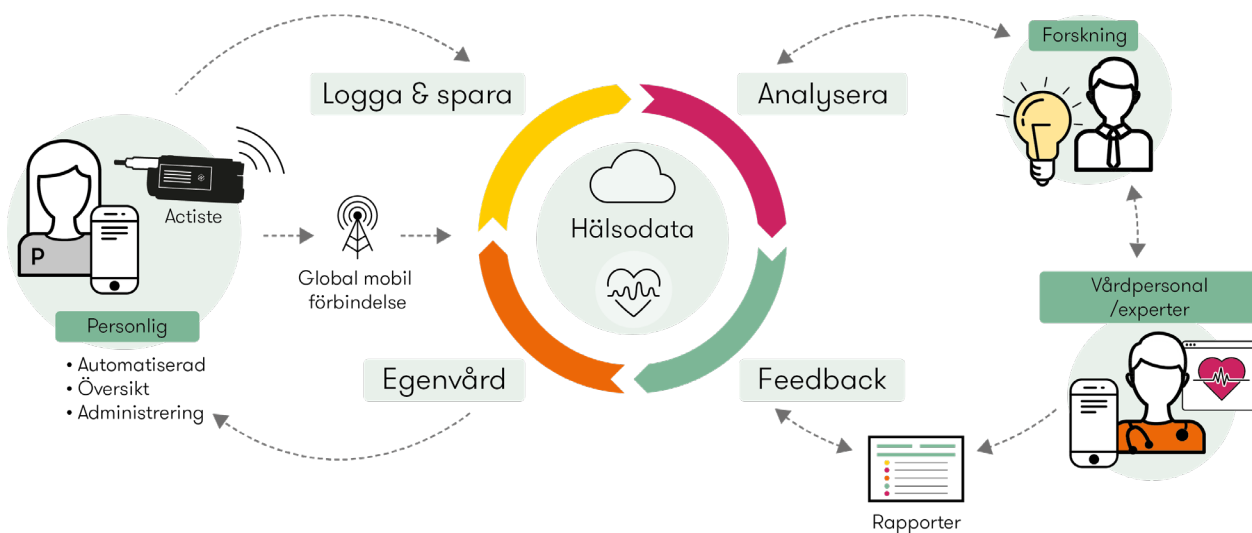 Forskning
Logga & spara
Analysera
Actiste
Hälsodata
P
Global mobil
förbindelse
Vårdpersonal
/experter
Personlig
• Automatiserad
• Översikt
• Administrering
Egenvård
Feedback
Rapporter